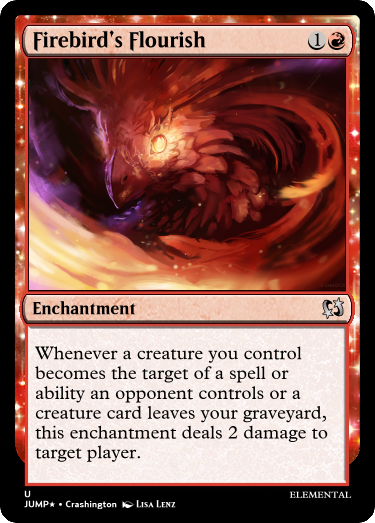 Firebird's Flourish 1
Enchantment
Whenever a creature you control
becomes the target of a spell or
ability an opponent controls or a
creature card leaves your graveyard,
this enchantment deals 2 damage to
target player.
U
ELEMENTAL
JUMP★ • Crashington Lisa Lenz